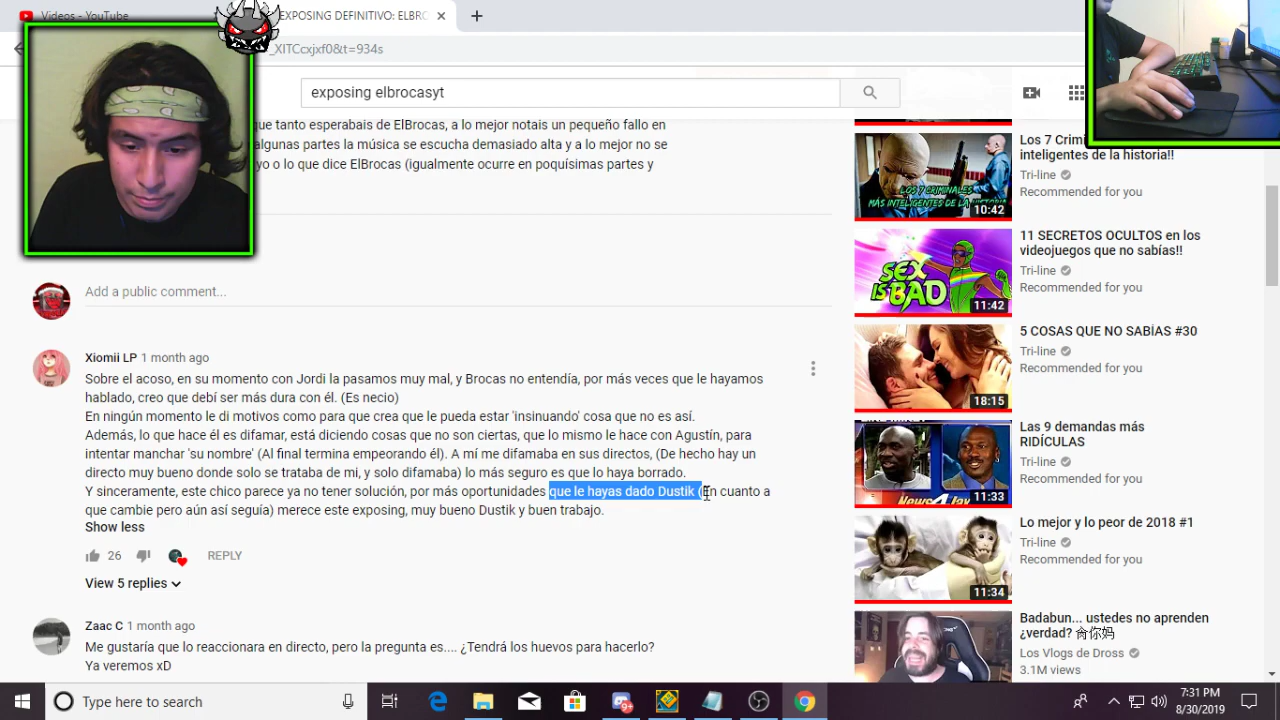 Videos - YouTube
EXPOSING DEFINITIVO: ELBROC
_XITCcxjxf0&t=934s
exposing elbrocasyt
que tanto esperabais de ElBrocas, a lo mejor notais un pequeño fallo en
algunas partes la música se escucha demasiado alta y a lo mejor no se
yo o lo que dice ElBrocas (igualmente ocurre en poquísimas partes y
Add a public comment...
Xiomii LP 1 month ago
Sobre el acoso, en su momento con Jordi la pasamos muy mal, y Brocas no entendía, por más veces que le hayamos
hablado, creo que debí ser más dura con él. (Es necio)
En ningún momento le di motivos como para que crea que le pueda estar 'insinuando' cosa que no es así.
Además, lo que hace él es difamar, está diciendo cosas que no son ciertas, que lo mismo le hace con Agustín, para
intentar manchar 'su nombre' (Al final termina empeorando él). A mí me difamaba en sus directos, (De hecho hay un
directo muy bueno donde solo se trataba de mi, y solo difamaba) lo más seguro es que lo haya borrado.
Y sinceramente, este chico parece ya no tener solución, por más oportunidades que le hayas dado Dustik (En cuanto a
que cambie pero aún así seguía) merece este exposing, muy bueno Dustik y buen trabajo.
Show less
26 REPLY
View 5 replies
Zaac C 1 month ago
Me gustaría que lo reaccionara en directo, pero la pregunta es.... ¿Tendrá los huevos para hacerlo?
Ya veremos xD
Los 7 Crimi
inteligentes de la historia!!
Tri-line
Recommended for you
LOS 7 CRIMINALES
MÁS INTELIGENTES DE LA HISTORIA
10:42
11 SECRETOS OCULTOS en los
videojuegos que no sabías!!
Tri-line
Recommended for you
SEX
IS BAD
11:42
5 COSAS QUE NO SABÍAS #30
Tri-line
Recommended for you
18:15
Las 9 demandas más
RIDÍCULAS
Tri-line
Recommended for you
11:33
Lo mejor y lo peor de 2018 #1
Tri-line
Recommended for you
11:34
Badabun... ustedes no aprenden
¿verdad? 肏你妈
Los Vlogs de Dross
3.1M views
Type here to search
7:31 PM
8/30/2019